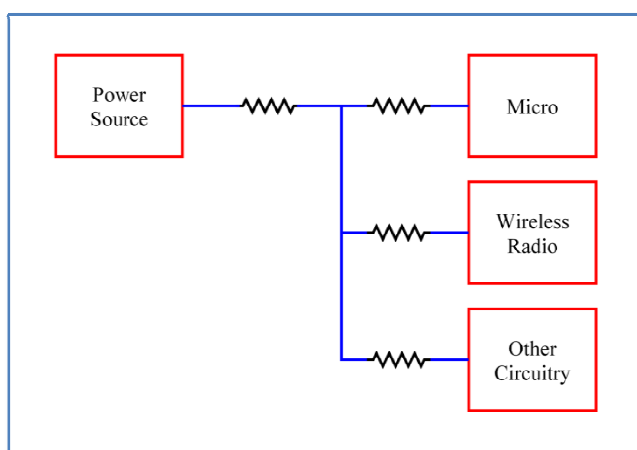 Power
Source
Micro
Wireless
Radio
Other
Circuitry